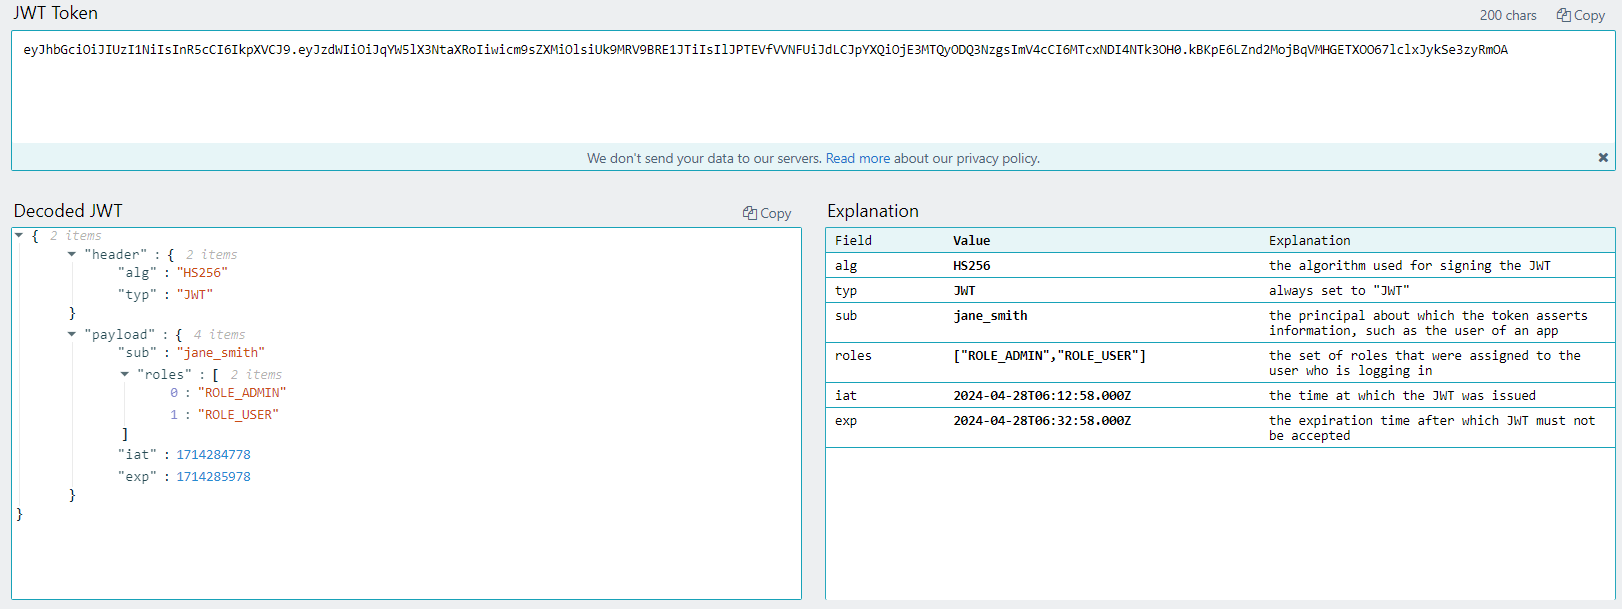 JWT Token
200 chars Copy
eyJhbGciOiJIUzI1NiIsInR5cCI6IkpXVCJ9.eyJzdWIiOiJqYW5lX3NtaXRoIiwicm9sZXMiOlsiUk9MRV9BRE1JTiIsIlJPTEVfVVNFUiJdLCJpYXQiOjE3MTQyODQ3NzgsImV4cCI6MTcxNDI4NTk3OH0.kBKpE6LZnd2MojBqVMHGETXOO67lclxJykSe3zyRmOA
We don't send your data to our servers. Read more about our privacy policy.
Decoded JWT
Copy
{ 2 items
"header" : { 2 items
"alg" : "HS256"
"typ" : "JWT"
}
"payload" : { 4 items
"sub" : "jane_smith"
"roles" : [ 2 items
0 : "ROLE_ADMIN"
1 : "ROLE_USER"
]
"iat" : 1714284778
"exp" : 1714285978
}
}
Explanation
Field Value Explanation
alg HS256 the algorithm used for signing the JWT
typ JWT always set to "JWT"
sub jane_smith the principal about which the token asserts
information, such as the user of an app
roles ["ROLE_ADMIN","ROLE_USER"] the set of roles that were assigned to the
user who is logging in
iat 2024-04-28T06:12:58.000Z the time at which the JWT was issued
exp 2024-04-28T06:32:58.000Z the expiration time after which JWT must not
be accepted